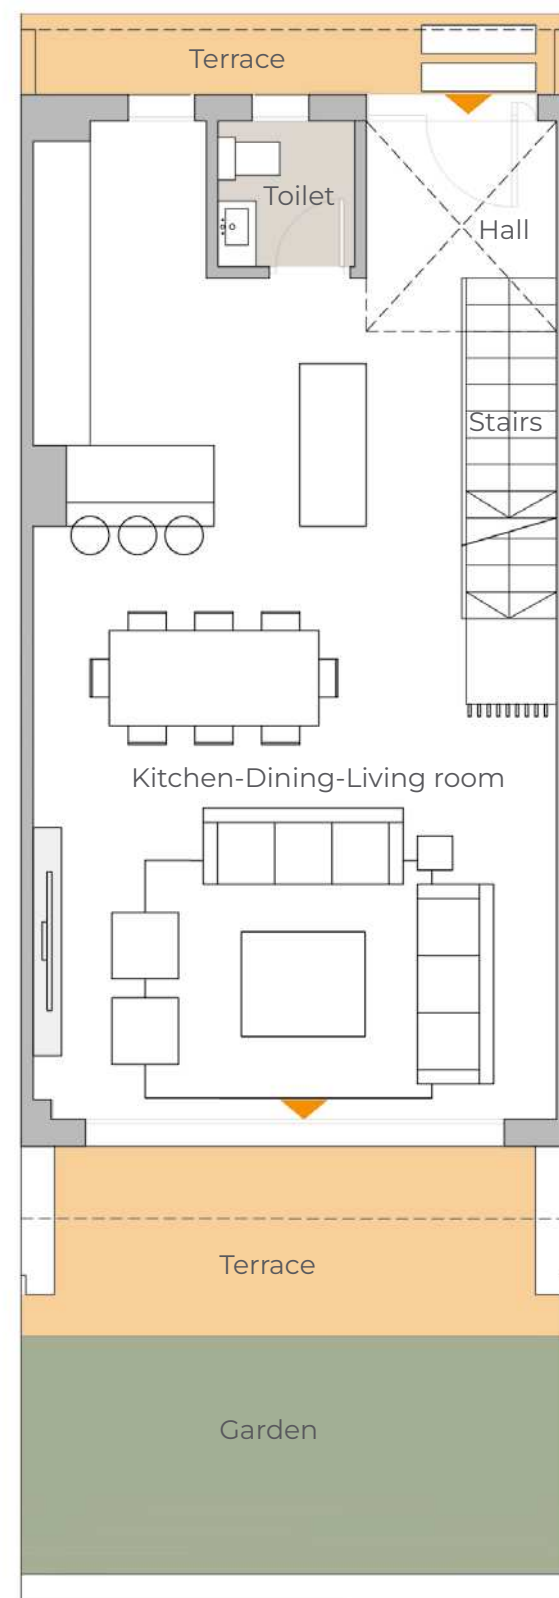 Terrace
Toilet
Hall
Stairs
Kitchen-Dining-Living room
Terrace
Garden